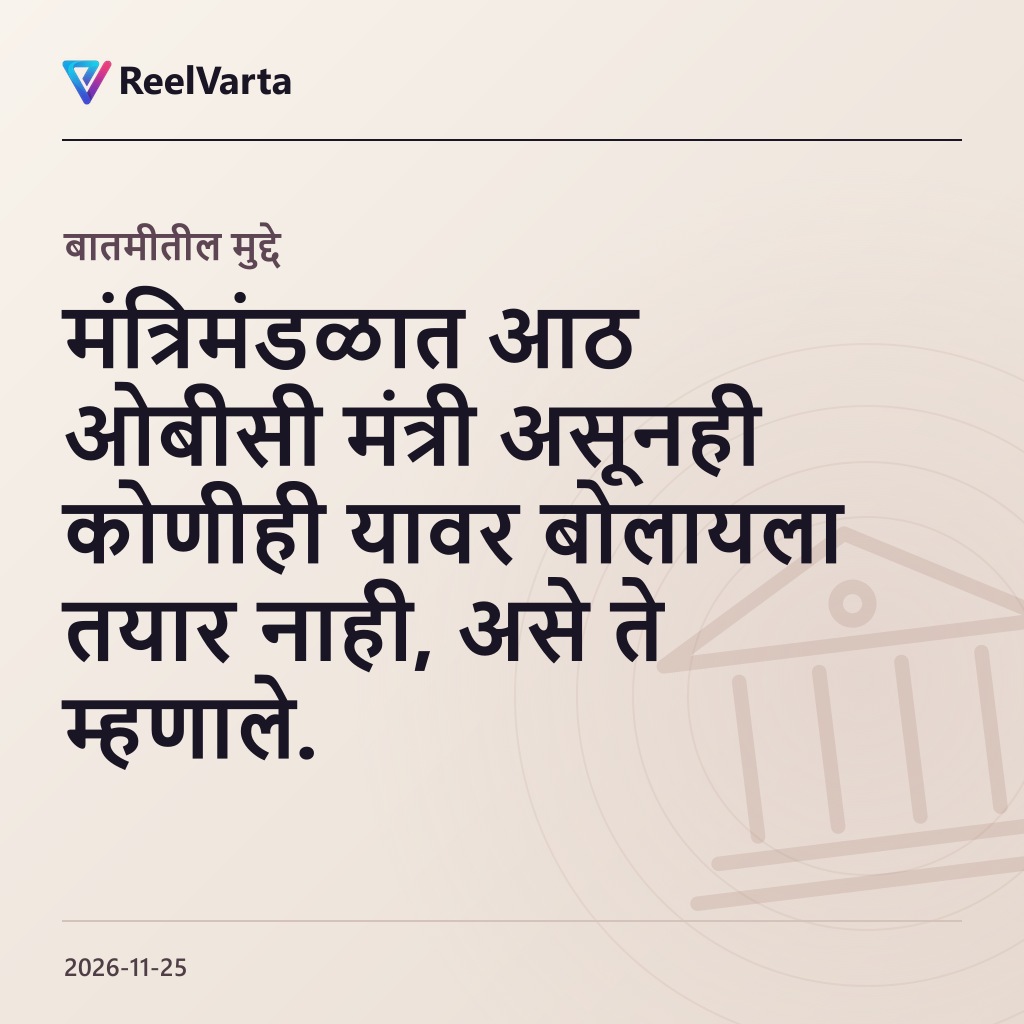 ReelVarta
बातमीतील मुद्दे
मंत्रिमंडळात आठ
ओबीसी मंत्री असूनही
कोणीही यावर बोलायला
तयार नाही, असे ते
म्हणाले.
2026-11-25